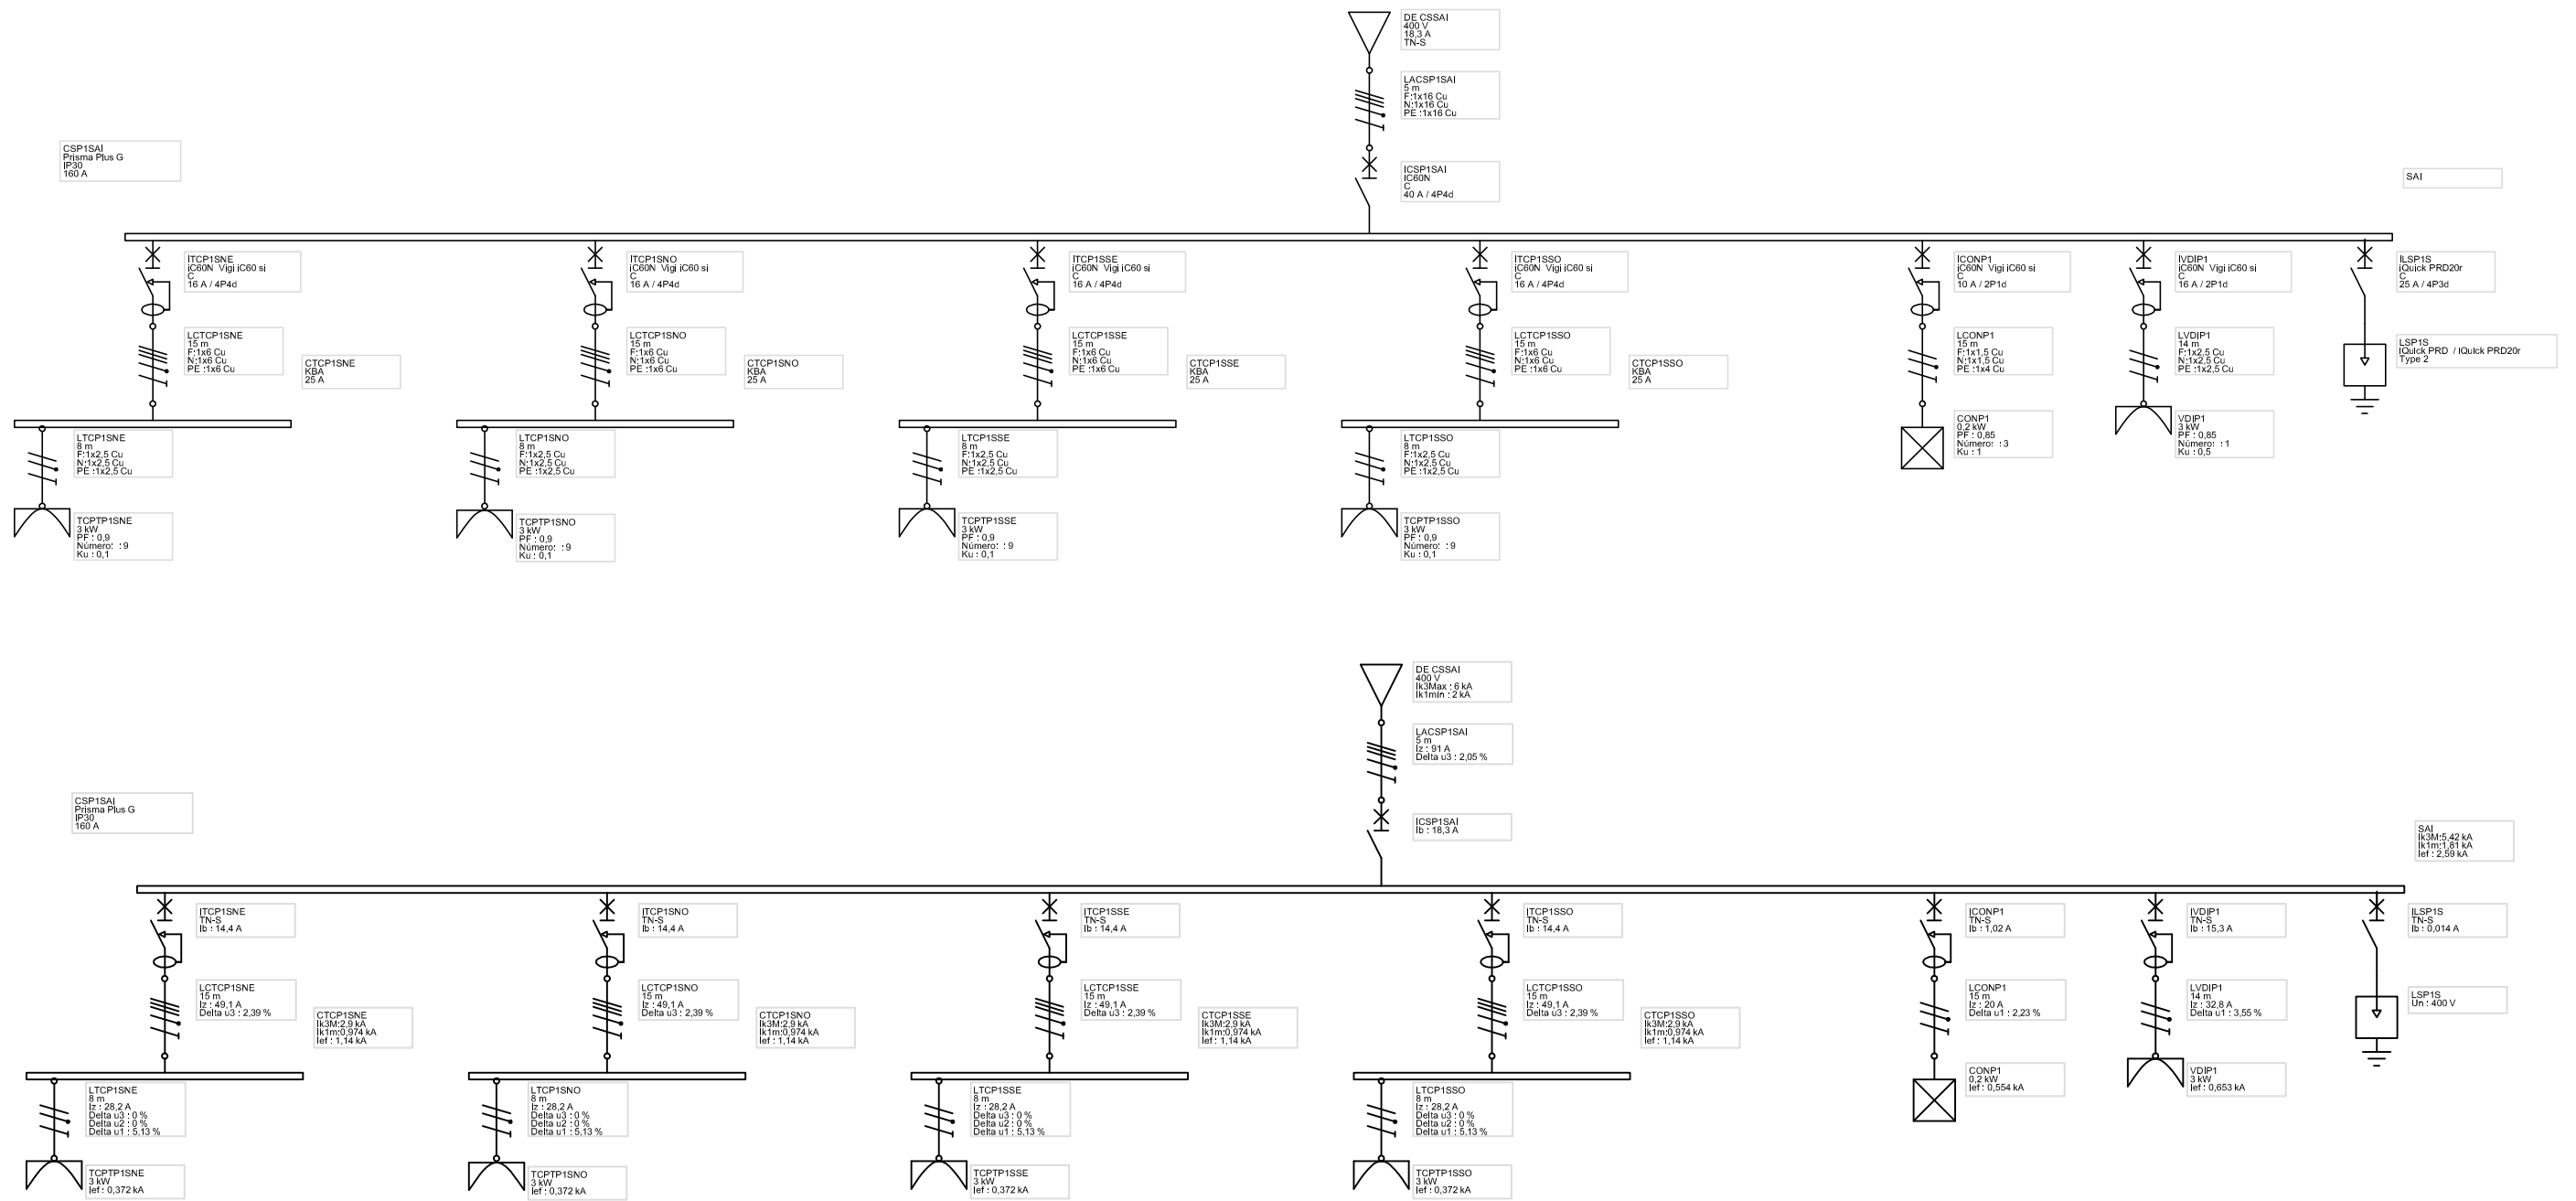 DE CSSAI
400 V
18,3 A
TN-S
LACSP1SAI
5 m
F:1x16 Cu
N:1x16 Cu
PE :1x16 Cu
CSP1SAI
Prisma Plus G
IP30
160 A
ICSP1SAI
IC60N
C
40 A / 4P4d
SAI
ITCP1SNE
iC60N Vigi iC60 si
C
16 A / 4P4d
ITCP1SNO
iC60N Vigi iC60 si
C
16 A / 4P4d
ITCP1SSE
iC60N Vigi iC60 si
C
16 A / 4P4d
ITCP1SSO
iC60N Vigi iC60 si
C
16 A / 4P4d
ICONP1
iC60N Vigi iC60 si
C
10 A / 2P1d
IVDIP1
iC60N Vigi iC60 si
C
16 A / 2P1d
ILSP1S
iQuick PRD20r
C
25 A / 4P3d
LCTCP1SNE
15 m
F:1x6 Cu
N:1x6 Cu
PE :1x6 Cu
CTCP1SNE
KBA
25 A
LCTCP1SNO
15 m
F:1x6 Cu
N:1x6 Cu
PE :1x6 Cu
CTCP1SNO
KBA
25 A
LCTCP1SSE
15 m
F:1x6 Cu
N:1x6 Cu
PE :1x6 Cu
CTCP1SSE
KBA
25 A
LCTCP1SSO
15 m
F:1x6 Cu
N:1x6 Cu
PE :1x6 Cu
CTCP1SSO
KBA
25 A
LCONP1
15 m
F:1x1,5 Cu
N:1x1,5 Cu
PE :1x4 Cu
LVDIP1
14 m
F:1x2,5 Cu
N:1x2,5 Cu
PE :1x2,5 Cu
LSP1S
IQuick PRD / IQuick PRD20r
Type 2
LTCP1SNE
8 m
F:1x2,5 Cu
N:1x2,5 Cu
PE :1x2,5 Cu
LTCP1SNO
8 m
F:1x2,5 Cu
N:1x2,5 Cu
PE :1x2,5 Cu
LTCP1SSE
8 m
F:1x2,5 Cu
N:1x2,5 Cu
PE :1x2,5 Cu
LTCP1SSO
8 m
F:1x2,5 Cu
N:1x2,5 Cu
PE :1x2,5 Cu
CONP1
0,2 kW
PF : 0,85
Número: : 3
Ku : 1
VDIP1
3 kW
PF : 0,85
Número: : 1
Ku : 0,5
TCPTP1SNE
3 kW
PF : 0,9
Número: : 9
Ku : 0,1
TCPTP1SNO
3 kW
PF : 0,9
Número: : 9
Ku : 0,1
TCPTP1SSE
3 kW
PF : 0,9
Número: : 9
Ku : 0,1
TCPTP1SSO
3 kW
PF : 0,9
Número: : 9
Ku : 0,1
DE CSSAI
400 V
Ik3Max : 6 kA
Ik1min : 2 kA
LACSP1SAI
5 m
Iz : 91 A
Delta u3 : 2,05 %
CSP1SAI
Prisma Plus G
IP30
160 A
ICSP1SAI
Ib : 18,3 A
SAI
Ik3M:5,42 kA
Ik1m:1,81 kA
Ief : 2,59 kA
ITCP1SNE
TN-S
Ib : 14,4 A
ITCP1SNO
TN-S
Ib : 14,4 A
ITCP1SSE
TN-S
Ib : 14,4 A
ITCP1SSO
TN-S
Ib : 14,4 A
ICONP1
TN-S
Ib : 1,02 A
IVDIP1
TN-S
Ib : 15,3 A
ILSP1S
TN-S
Ib : 0,014 A
LCTCP1SNE
15 m
Iz : 49,1 A
Delta u3 : 2,39 %
CTCP1SNE
Ik3M:2,9 kA
Ik1m:0,974 kA
Ief : 1,14 kA
LCTCP1SNO
15 m
Iz : 49,1 A
Delta u3 : 2,39 %
CTCP1SNO
Ik3M:2,9 kA
Ik1m:0,974 kA
Ief : 1,14 kA
LCTCP1SSE
15 m
Iz : 49,1 A
Delta u3 : 2,39 %
CTCP1SSE
Ik3M:2,9 kA
Ik1m:0,974 kA
Ief : 1,14 kA
LCTCP1SSO
15 m
Iz : 49,1 A
Delta u3 : 2,39 %
CTCP1SSO
Ik3M:2,9 kA
Ik1m:0,974 kA
Ief : 1,14 kA
LCONP1
15 m
Iz : 20 A
Delta u1 : 2,23 %
LVDIP1
14 m
Iz : 32,8 A
Delta u1 : 3,55 %
LSP1S
Un : 400 V
LTCP1SNE
8 m
Iz : 28,2 A
Delta u3 : 0 %
Delta u2 : 0 %
Delta u1 : 5,13 %
LTCP1SNO
8 m
Iz : 28,2 A
Delta u3 : 0 %
Delta u2 : 0 %
Delta u1 : 5,13 %
LTCP1SSE
8 m
Iz : 28,2 A
Delta u3 : 0 %
Delta u2 : 0 %
Delta u1 : 5,13 %
LTCP1SSO
8 m
Iz : 28,2 A
Delta u3 : 0 %
Delta u2 : 0 %
Delta u1 : 5,13 %
CONP1
0,2 kW
Ief : 0,554 kA
VDIP1
3 kW
Ief : 0,653 kA
TCPTP1SNE
3 kW
Ief : 0,372 kA
TCPTP1SNO
3 kW
Ief : 0,372 kA
TCPTP1SSE
3 kW
Ief : 0,372 kA
TCPTP1SSO
3 kW
Ief : 0,372 kA